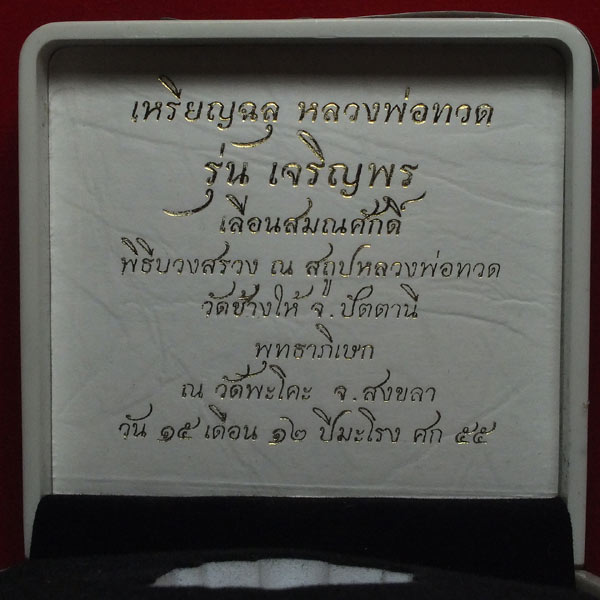 เหรียญฉลุ หลวงพ่อทวด
รุ่น เจริญพร
เลื่อนสมณศักดิ์
พิธีบวงสรวง ณ สถูปหลวงพ่อทวด
วัดช้างให้ จ.ปัตตานี
พุทธาภิเษก
ณ วัดพะโคะ จ.สงขลา
วัน ๑๕ เดือน ๑๒ ปีมะโรง ศก ๕๕